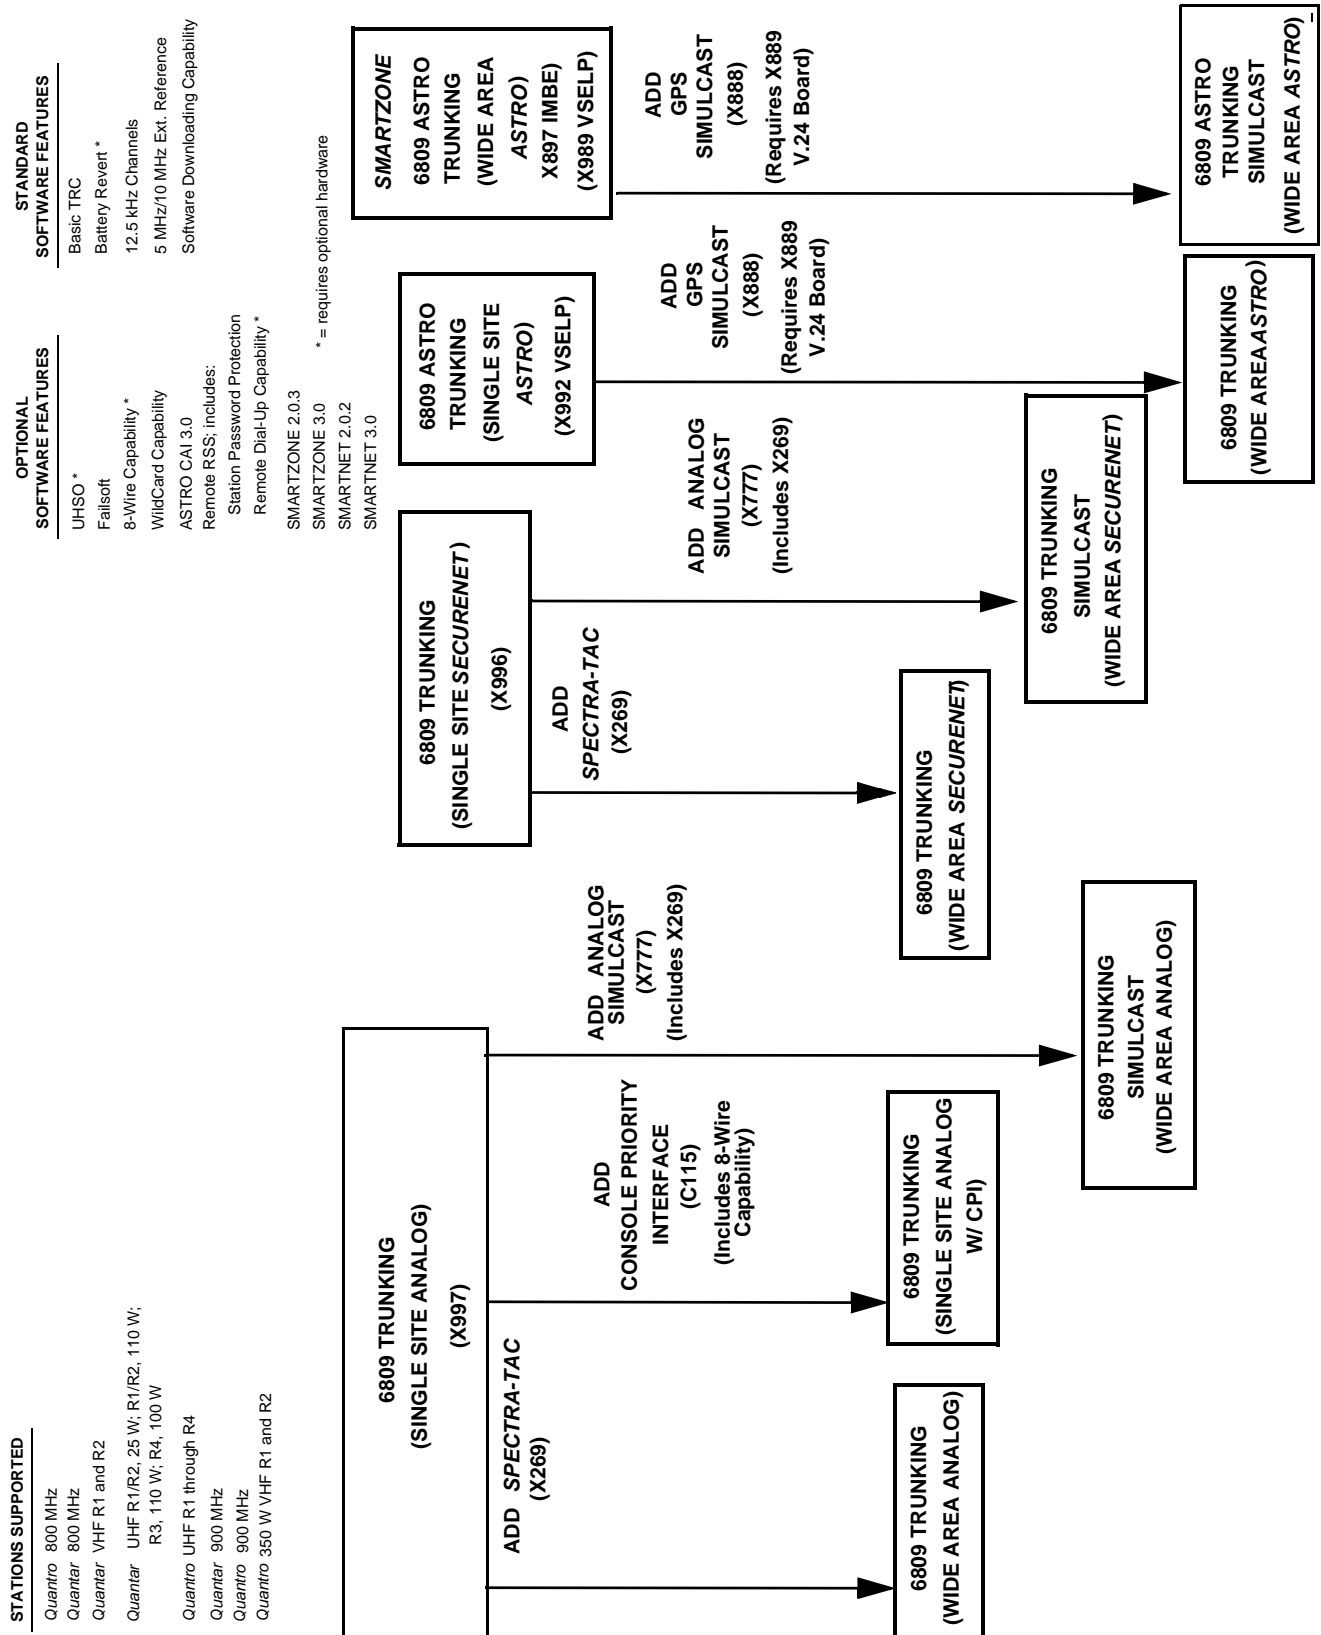 STATIONS SUPPORTED
Quantro 800 MHz
Quantar 800 MHz
Quantar VHF R1 and R2
Quantar UHF R1/R2, 25 W; R1/R2, 110 W;
R3, 110 W; R4, 100 W
Quantro UHF R1 through R4
Quantar 900 MHz
Quantro 900 MHz
Quantro 350 W VHF R1 and R2
OPTIONAL
SOFTWARE FEATURES
UHSO *
Failsoft
8-Wire Capability *
WildCard Capability
ASTRO CAI 3.0
Remote RSS; includes:
Station Password Protection
Remote Dial-Up Capability *
SMARTZONE 2.0.3
SMARTZONE 3.0
SMARTNET 2.0.2
SMARTNET 3.0
STANDARD
SOFTWARE FEATURES
Basic TRC
Battery Revert *
12.5 kHz Channels
5 MHz/10 MHz Ext. Reference
Software Downloading Capability
* = requires optional hardware
6809 TRUNKING
(SINGLE SITE ANALOG)
(X997)
6809 TRUNKING
(SINGLE SITE SECURENET)
(X996)
6809 ASTRO
TRUNKING
(SINGLE SITE
ASTRO)
(X992 VSELP)
SMARTZONE
6809 ASTRO
TRUNKING
(WIDE AREA
ASTRO)
X897 IMBE)
(X989 VSELP)
ADD SPECTRA-TAC
(X269)
ADD
CONSOLE PRIORITY
INTERFACE
(C115)
(Includes 8-Wire
Capability)
ADD ANALOG
SIMULCAST
(X777)
(Includes X269)
ADD
SPECTRA-TAC
(X269)
ADD ANALOG
SIMULCAST
(X777)
(Includes X269)
ADD
GPS
SIMULCAST
(X888)
(Requires X889
V.24 Board)
ADD
GPS
SIMULCAST
(X888)
(Requires X889
V.24 Board)
6809 TRUNKING
(WIDE AREA ANALOG)
6809 TRUNKING
(SINGLE SITE ANALOG
W/ CPI)
6809 TRUNKING
SIMULCAST
(WIDE AREA ANALOG)
6809 TRUNKING
(WIDE AREA SECURENET)
6809 TRUNKING
SIMULCAST
(WIDE AREA SECURENET)
6809 TRUNKING
(WIDE AREA ASTRO)
6809 ASTRO
TRUNKING
SIMULCAST
(WIDE AREA ASTRO)